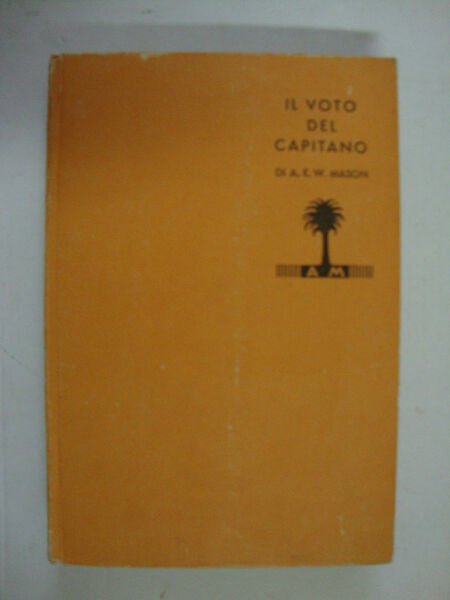 IL VOTO
DEL
CAPITANO
DI A. E. W. MASON
A M